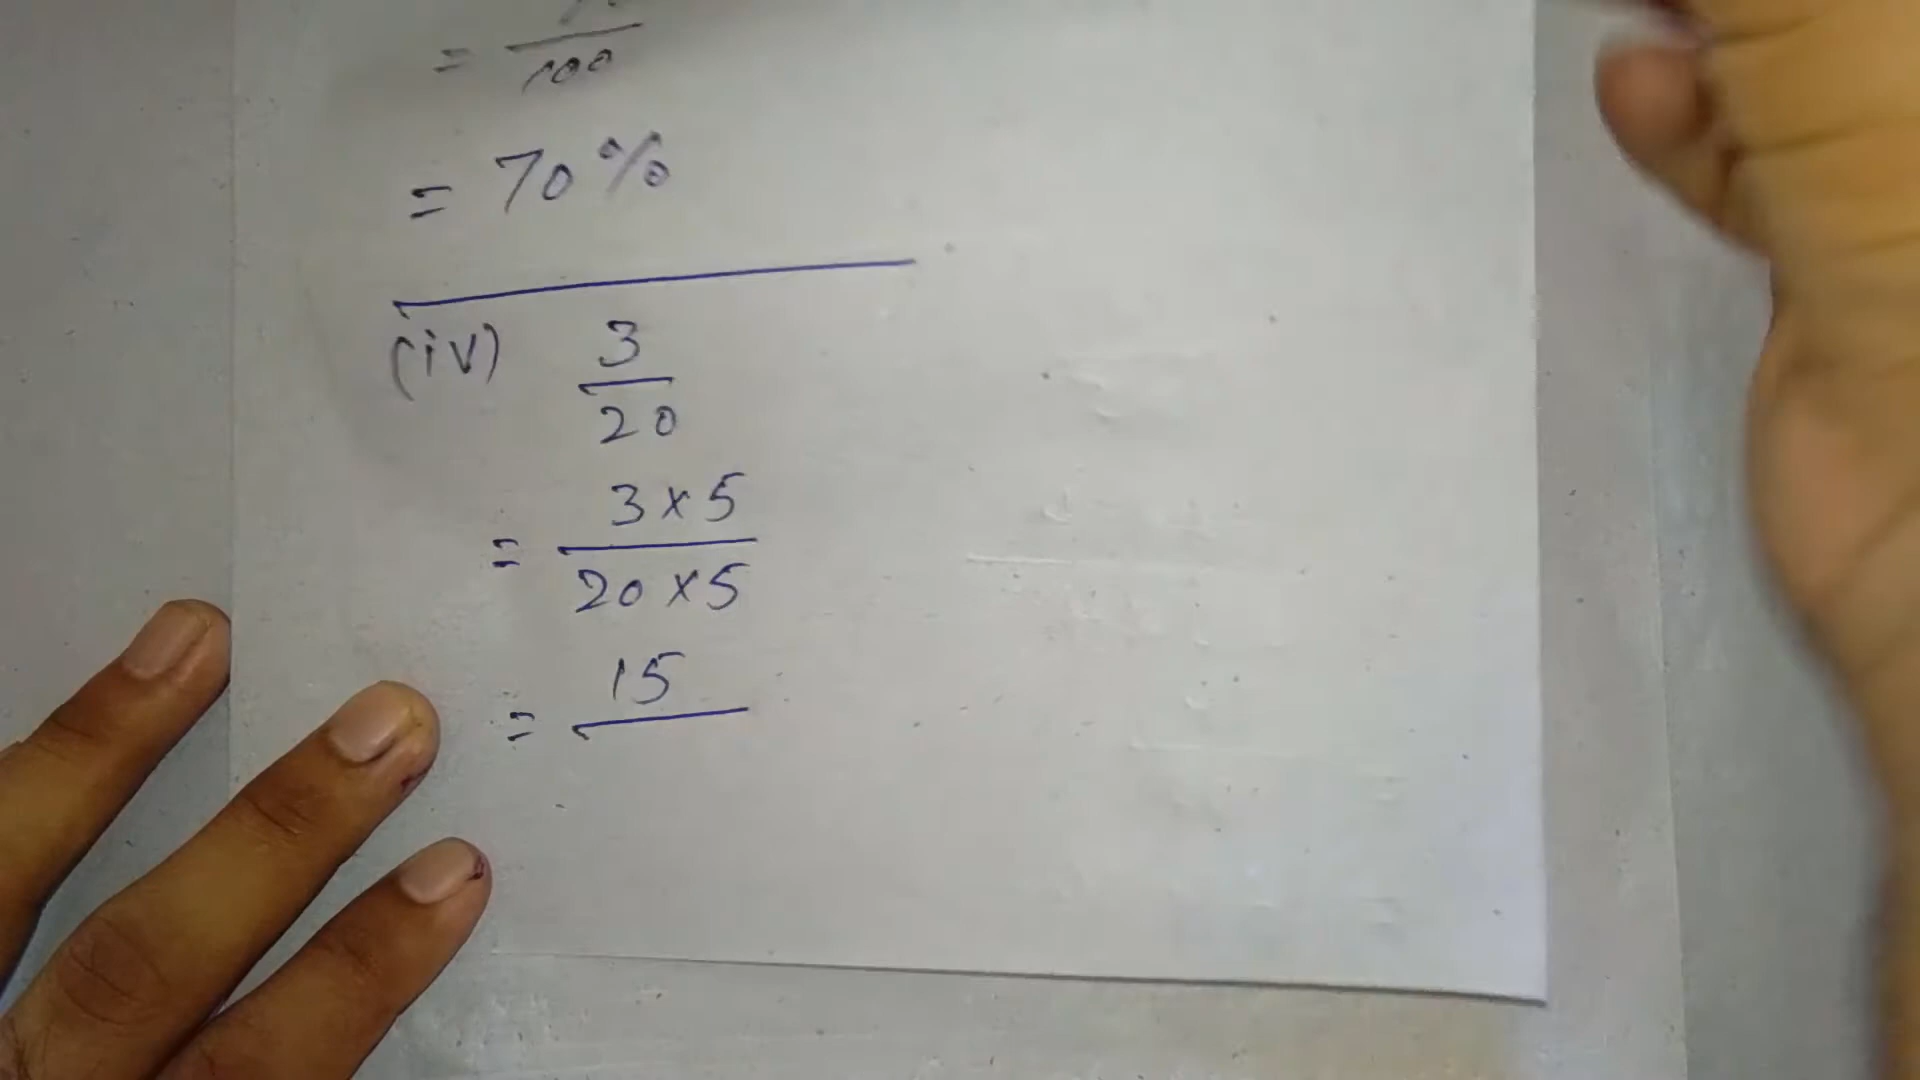 = /100
= 70%
(iv) 3/20
= 3×5/20×5
= 15/